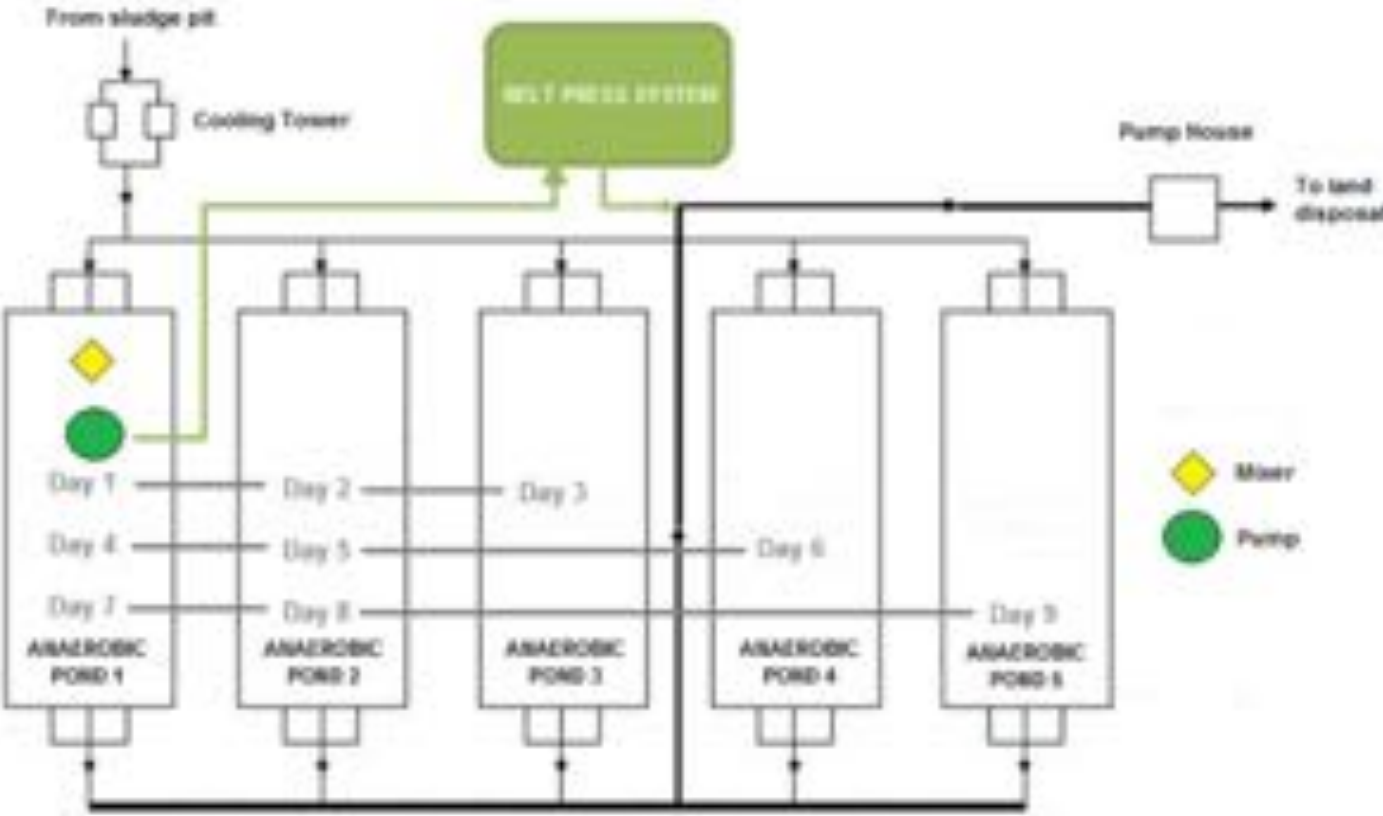 From sludge pit
Cooling Tower
BELT PRESS SYSTEM
Pump House
To land
disposal
Day 1
Day 2
Day 3
Day 4
Day 5
Day 6
Day 7
Day 8
Day 9
ANAEROBIC
POND 1
ANAEROBIC
POND 2
ANAEROBIC
POND 3
ANAEROBIC
POND 4
ANAEROBIC
POND 5
Mixer
Pump